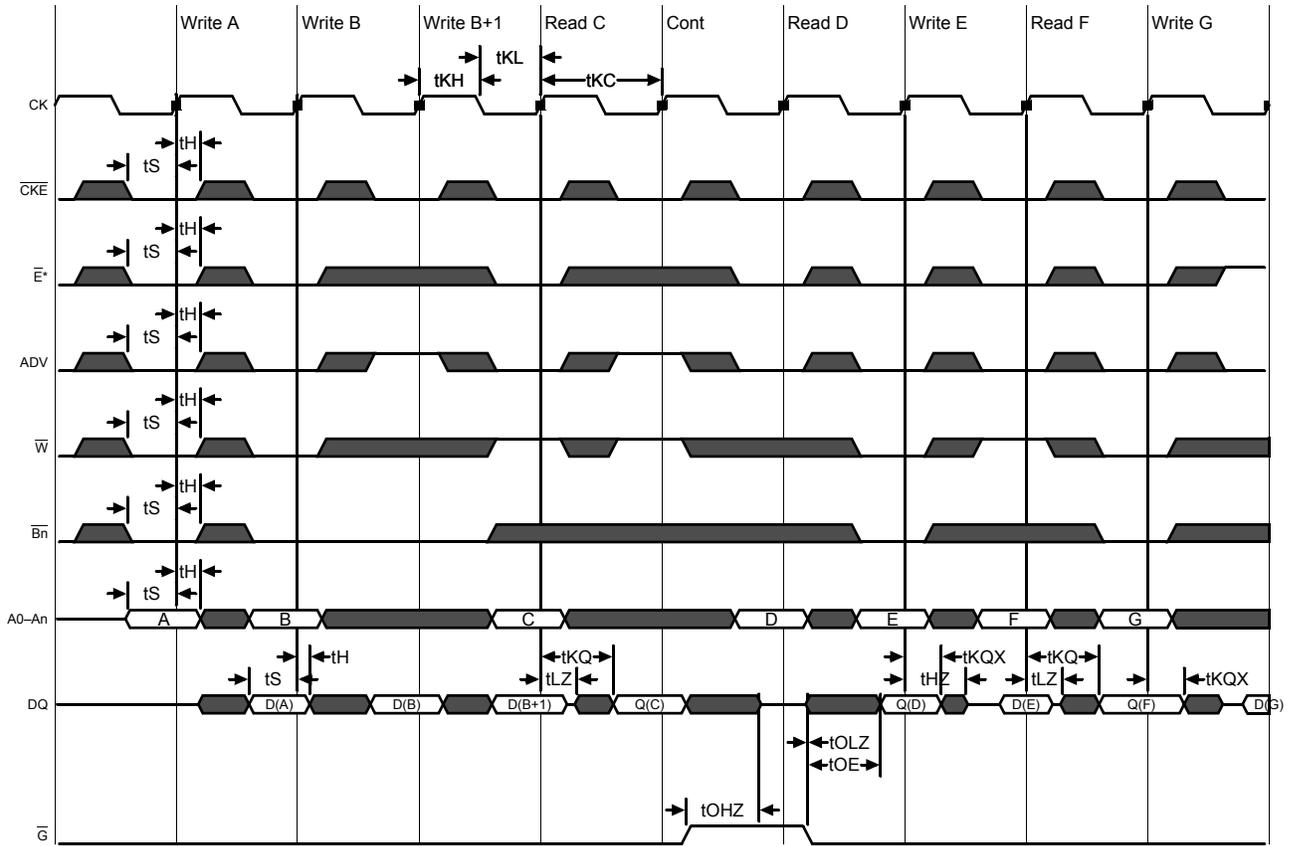 Write A Write B Write B+1 Read C Cont Read D Write E Read F Write G
tKL
tKH tKC
CK
tH
tS
CKE
tH
tS
E*
tH
tS
ADV
tH
tS
W
tH
tS
Bn
tH
tS
A0–An A B C D E F G
tH tKQ tKQX tKQ
tS tLZ tHZ tLZ tKQX
DQ D(A) D(B) D(B+1) Q(C) Q(D) D(E) Q(F) D(G)
tOLZ
tOE
tOHZ
G